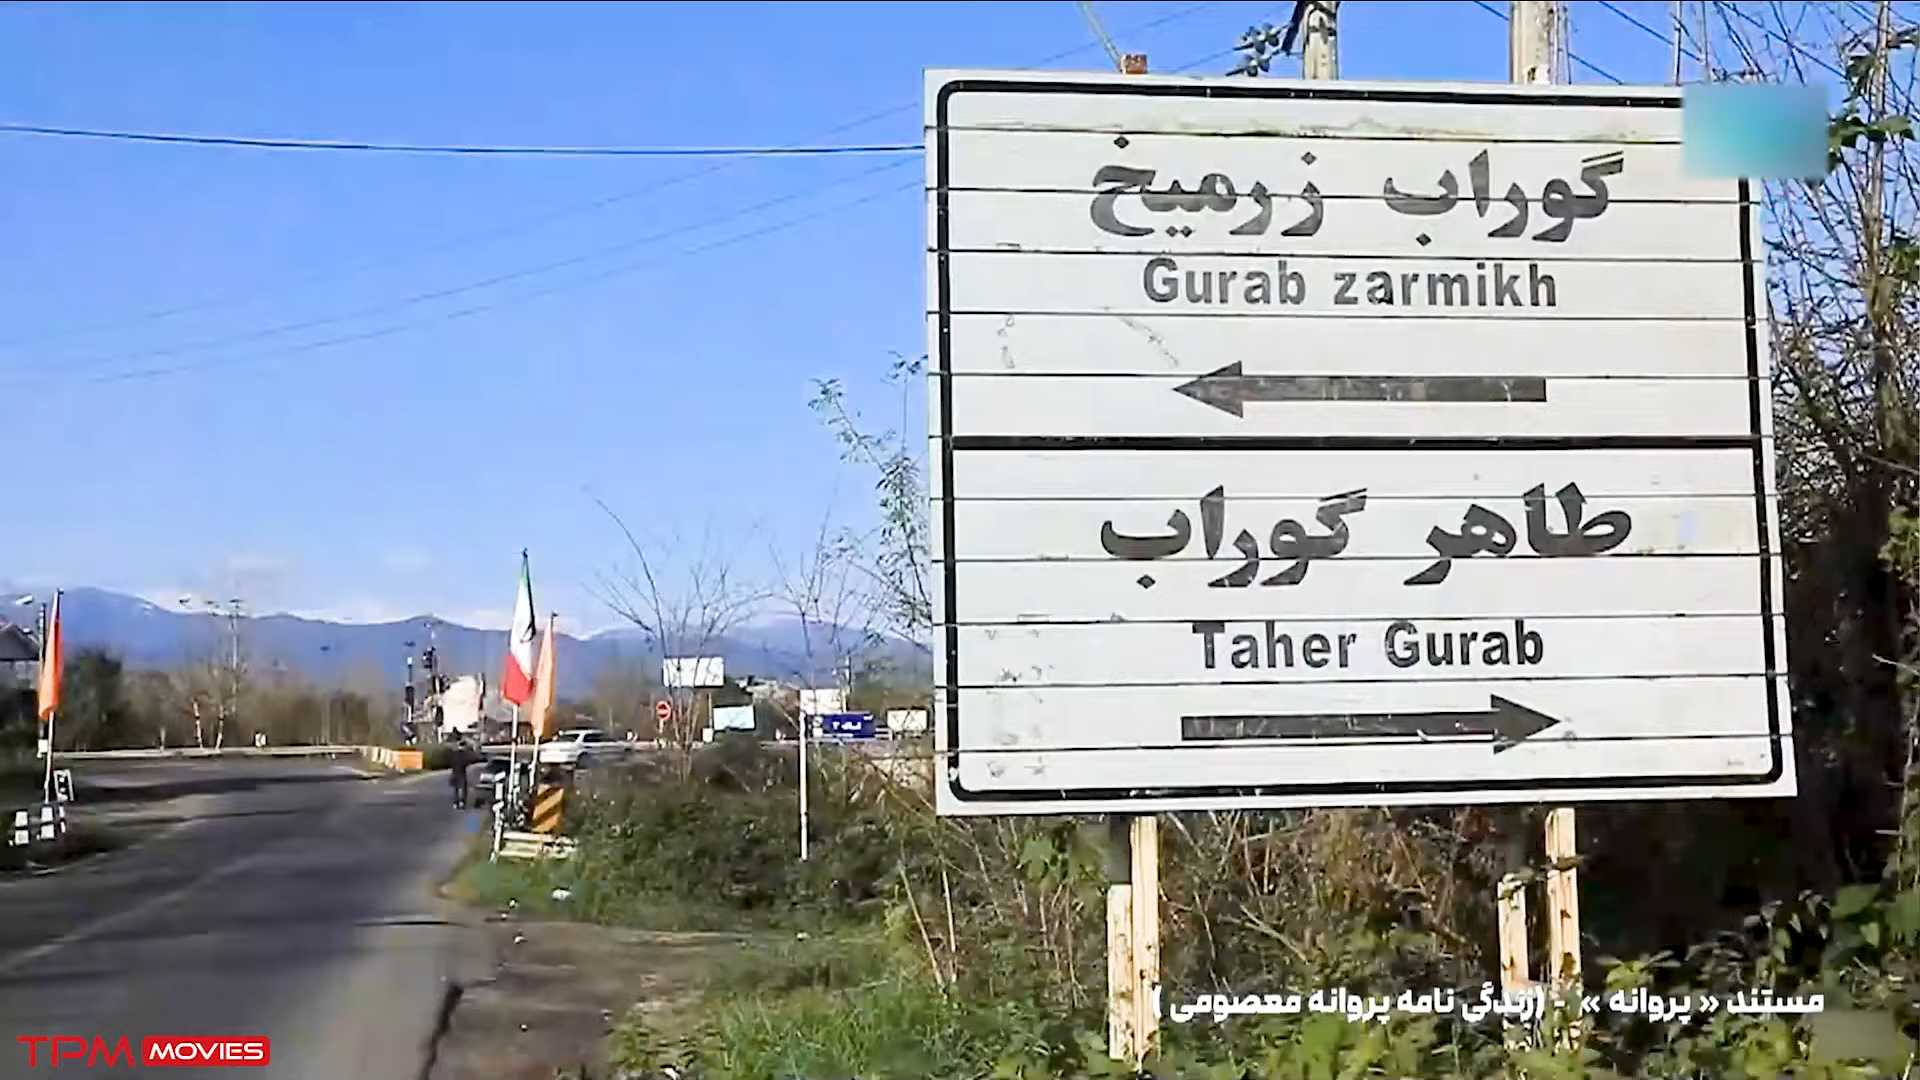 گوراب زرمیخ
Gurab zarmikh
طاهر گوراب
Taher Gurab
مستند « پروانه » - (زندگی نامه پروانه معصومی )
TPM MOVIES